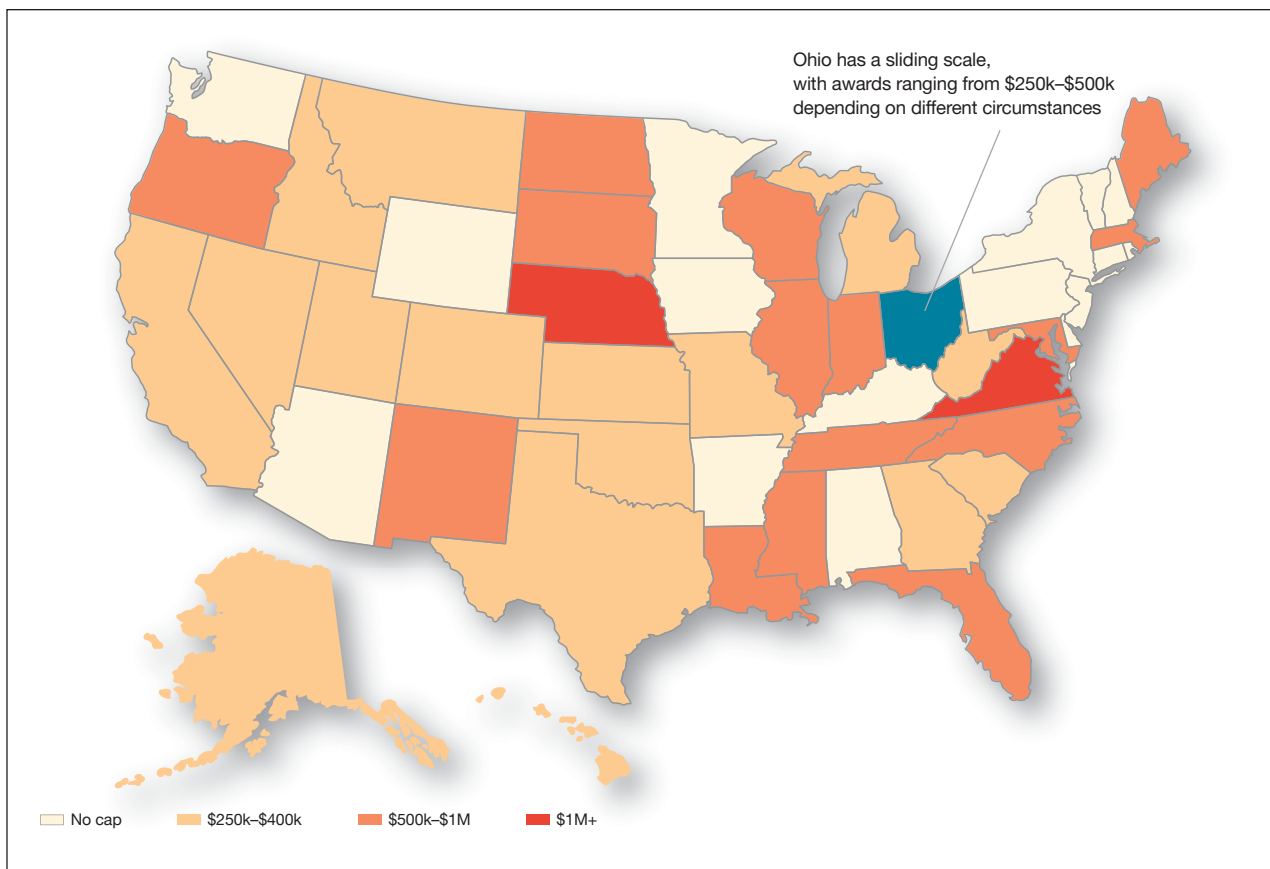 Ohio has a sliding scale,
with awards ranging from $250k–$500k
depending on different circumstances
No cap
$250k–$400k
$500k–$1M
$1M+